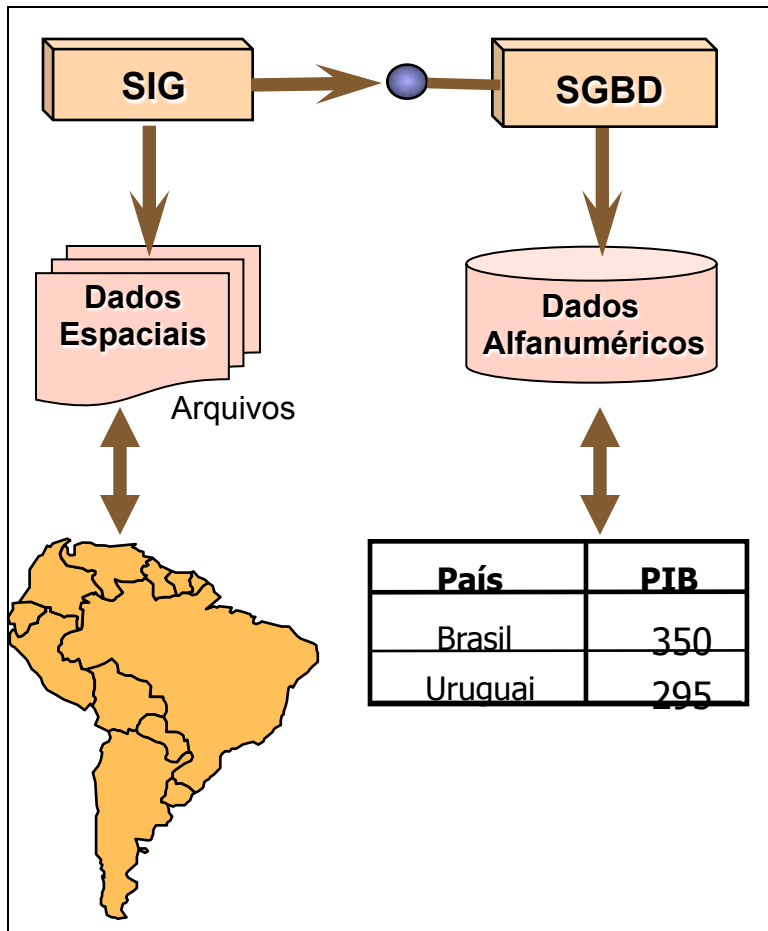 SIG
SGBD
Dados
Espaciais
Arquivos
Dados
Alfanuméricos
País PIB
Brasil 350
Uruguai 295